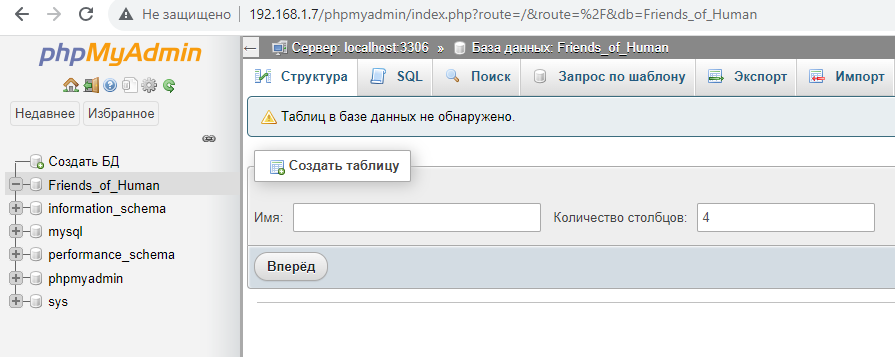 Не защищено 192.168.1.7/phpmyadmin/index.php?route=/&route=%2F&db=Friends_of_Human
phpMyAdmin
Недавнее Избранное
Создать БД
Friends_of_Human
information_schema
mysql
performance_schema
phpmyadmin
sys
Сервер: localhost:3306 » База данных: Friends_of_Human
Структура SQL Поиск Запрос по шаблону Экспорт Импорт
Таблиц в базе данных не обнаружено.
Создать таблицу
Имя: Количество столбцов: 4
Вперёд